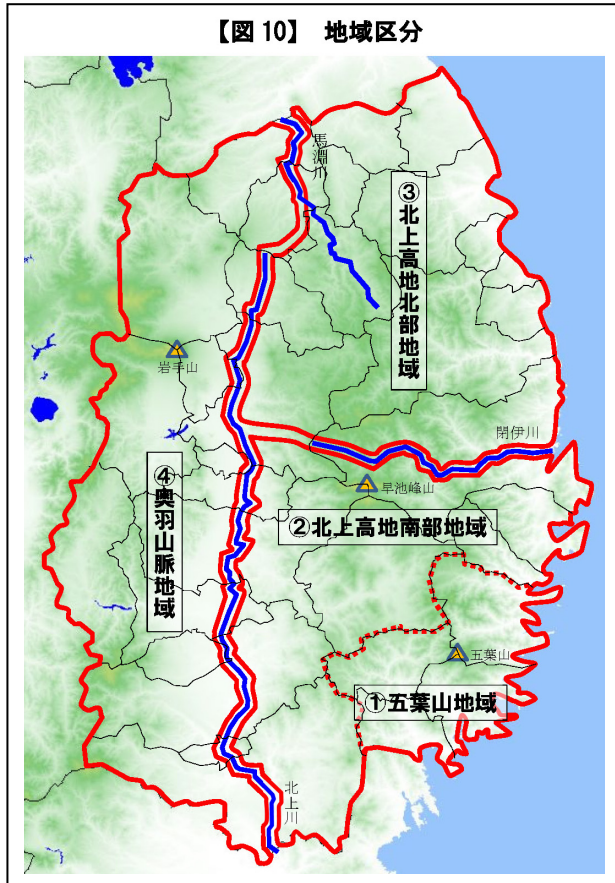 【図 10】 地域区分
馬淵川
③北上高地北部地域
岩手山
閉伊川
④奥羽山脈地域
早池峰山
②北上高地南部地域
五葉山
①五葉山地域
北上川